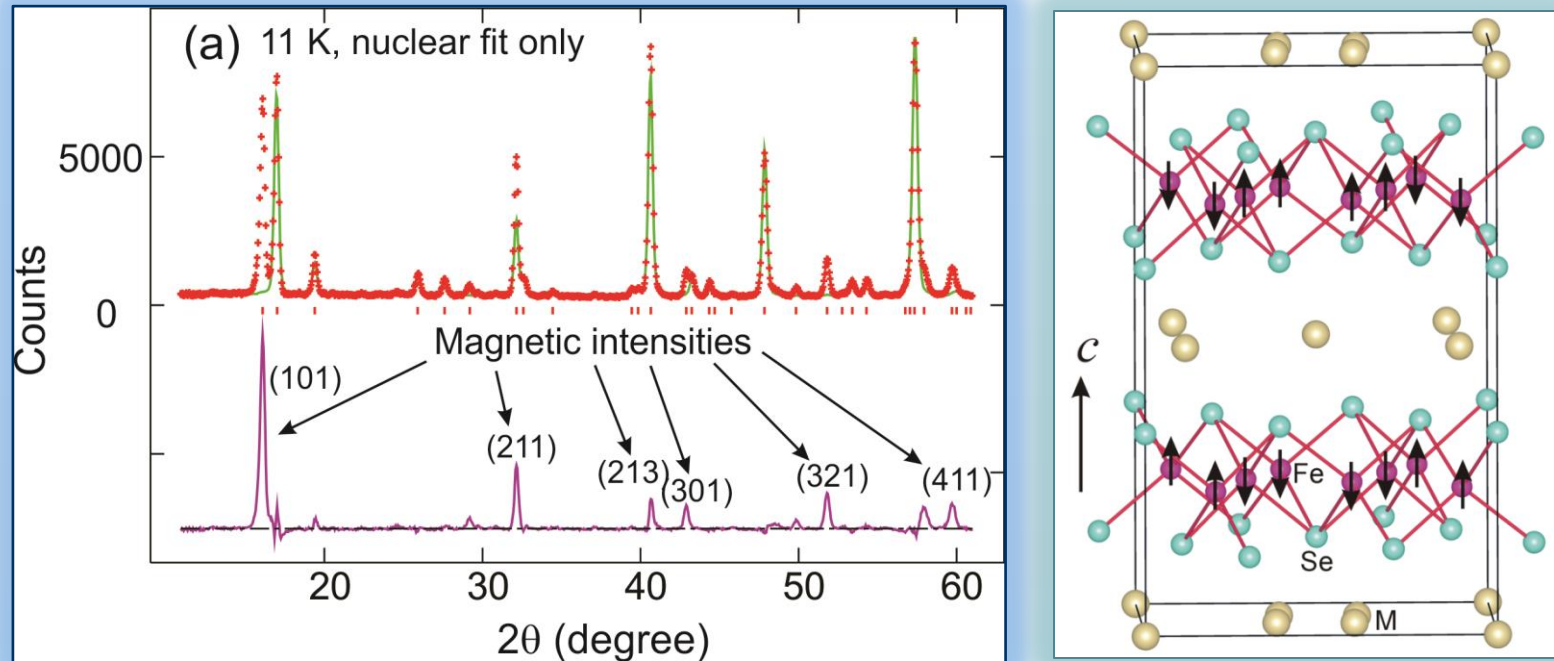 (a) 11 K, nuclear fit only
5000
0
Counts
Magnetic intensities
(101)
(211)
(213)
(301)
(321)
(411)
20 30 40 50 60
2θ (degree)
c
Fe
Se
M